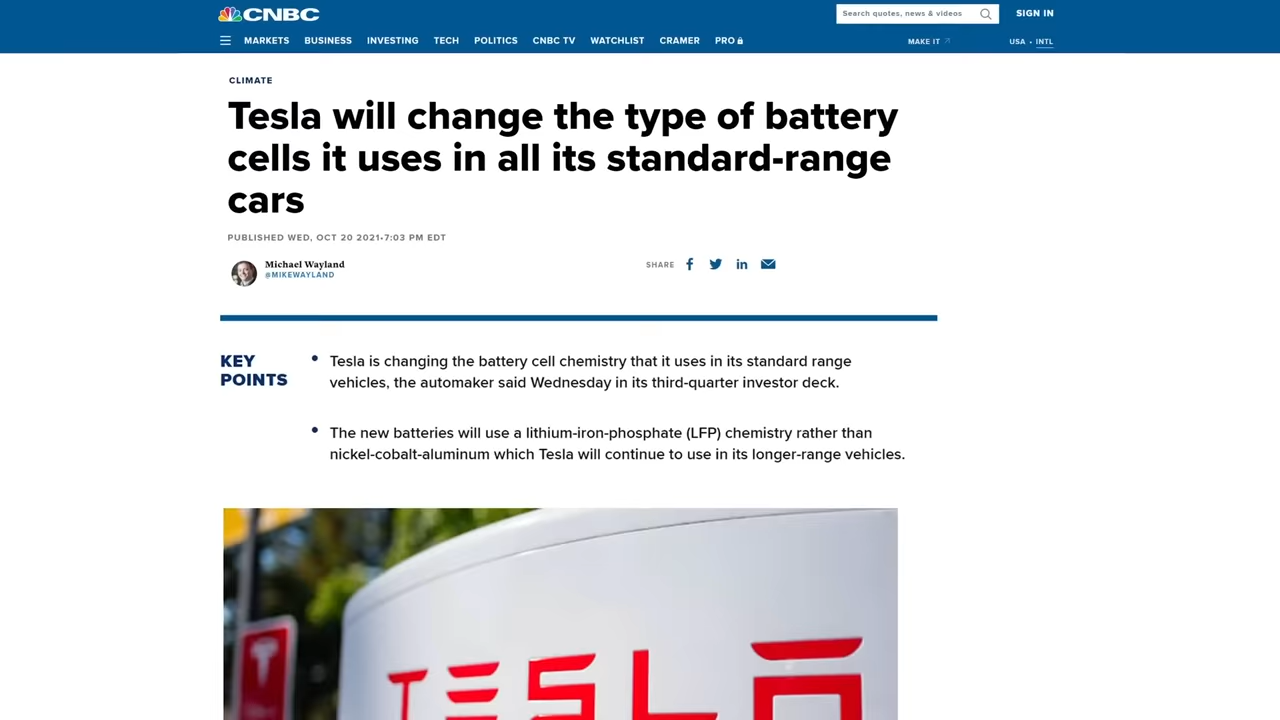 CNBC
Search quotes, news & videos
SIGN IN
MARKETS BUSINESS INVESTING TECH POLITICS CNBC TV WATCHLIST CRAMER PRO
MAKE IT
USA • INTL
CLIMATE
Tesla will change the type of battery
cells it uses in all its standard-range
cars
PUBLISHED WED, OCT 20 2021•7:03 PM EDT
Michael Wayland
@MIKEWAYLAND
SHARE
KEY
POINTS
• Tesla is changing the battery cell chemistry that it uses in its standard range
vehicles, the automaker said Wednesday in its third-quarter investor deck.
• The new batteries will use a lithium-iron-phosphate (LFP) chemistry rather than
nickel-cobalt-aluminum which Tesla will continue to use in its longer-range vehicles.
TESLA